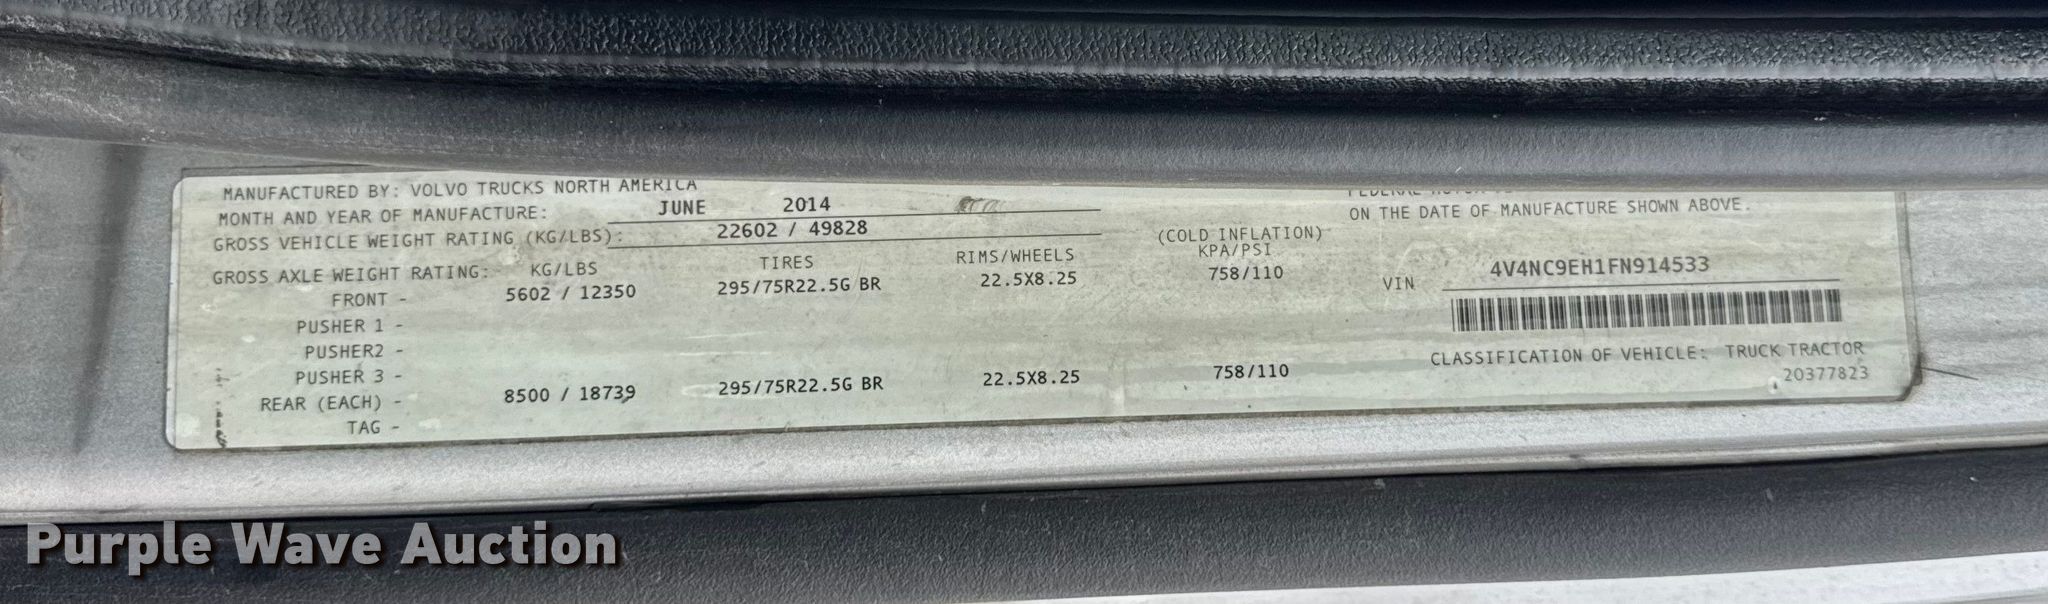 MANUFACTURED BY: VOLVO TRUCKS NORTH AMERICA
MONTH AND YEAR OF MANUFACTURE: JUNE 2014
GROSS VEHICLE WEIGHT RATING (KG/LBS): 22602 / 49828
GROSS AXLE WEIGHT RATING: KG/LBS TIRES RIMS/WHEELS (COLD INFLATION) KPA/PSI
FRONT - 5602 / 12350 295/75R22.5G BR 22.5X8.25 758/110
PUSHER 1 -
PUSHER2 -
PUSHER 3 -
REAR (EACH) - 8500 / 18739 295/75R22.5G BR 22.5X8.25 758/110
TAG -
ON THE DATE OF MANUFACTURE SHOWN ABOVE.
VIN 4V4NC9EH1FN914533
CLASSIFICATION OF VEHICLE: TRUCK TRACTOR
20377823
Purple Wave Auction